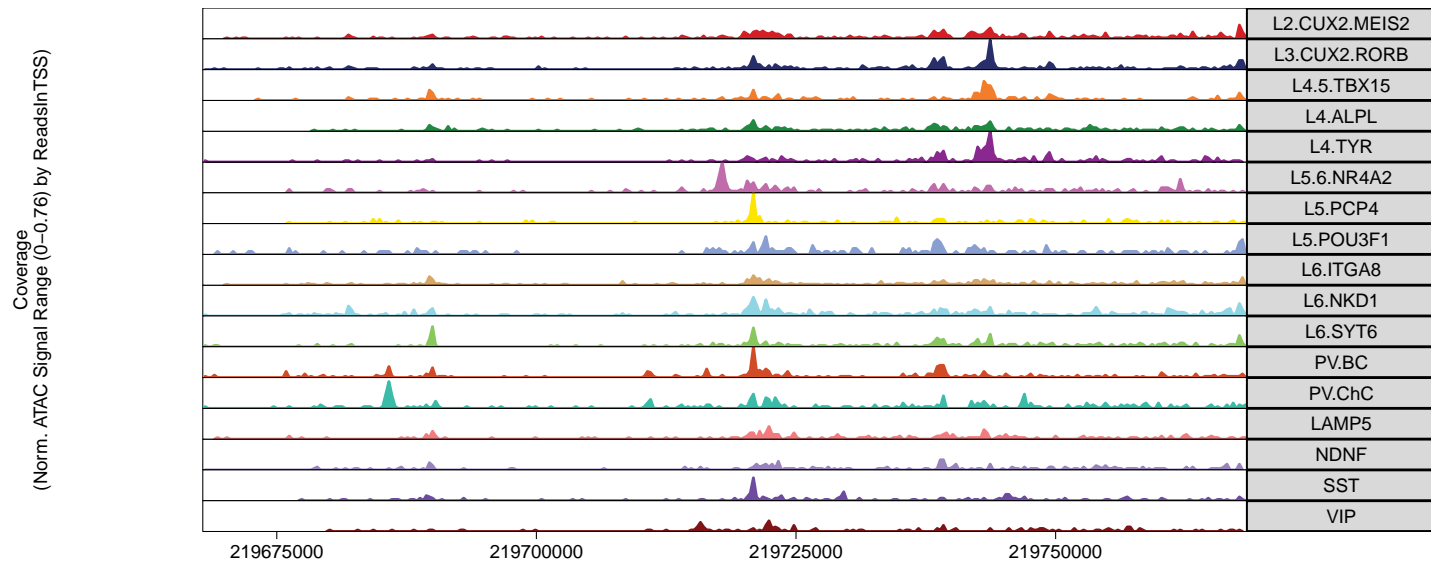 Coverage
(Norm. ATAC Signal Range (0−0.76) by ReadsInTSS)
L2.CUX2.MEIS2
L3.CUX2.RORB
L4.5.TBX15
L4.ALPL
L4.TYR
L5.6.NR4A2
L5.PCP4
L5.POU3F1
L6.ITGA8
L6.NKD1
L6.SYT6
PV.BC
PV.ChC
LAMP5
NDNF
SST
VIP
219675000 219700000 219725000 219750000